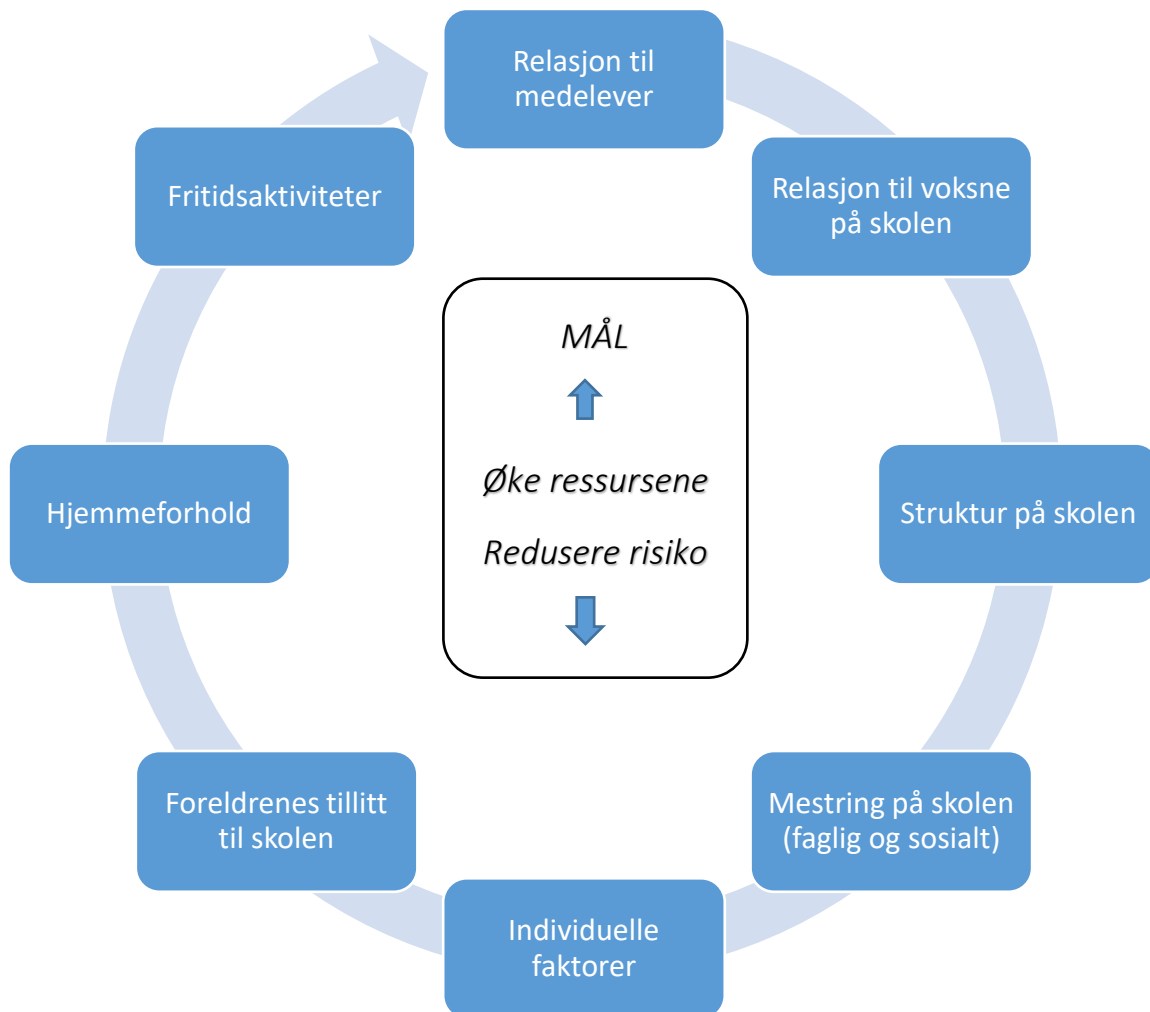 Relasjon til
medelever
Relasjon til voksne
på skolen
Struktur på skolen
Mestring på skolen
(faglig og sosialt)
Individuelle
faktorer
Foreldrenes tillitt
til skolen
Hjemmeforhold
Fritidsaktiviteter
MÅL
Øke ressursene
Redusere risiko